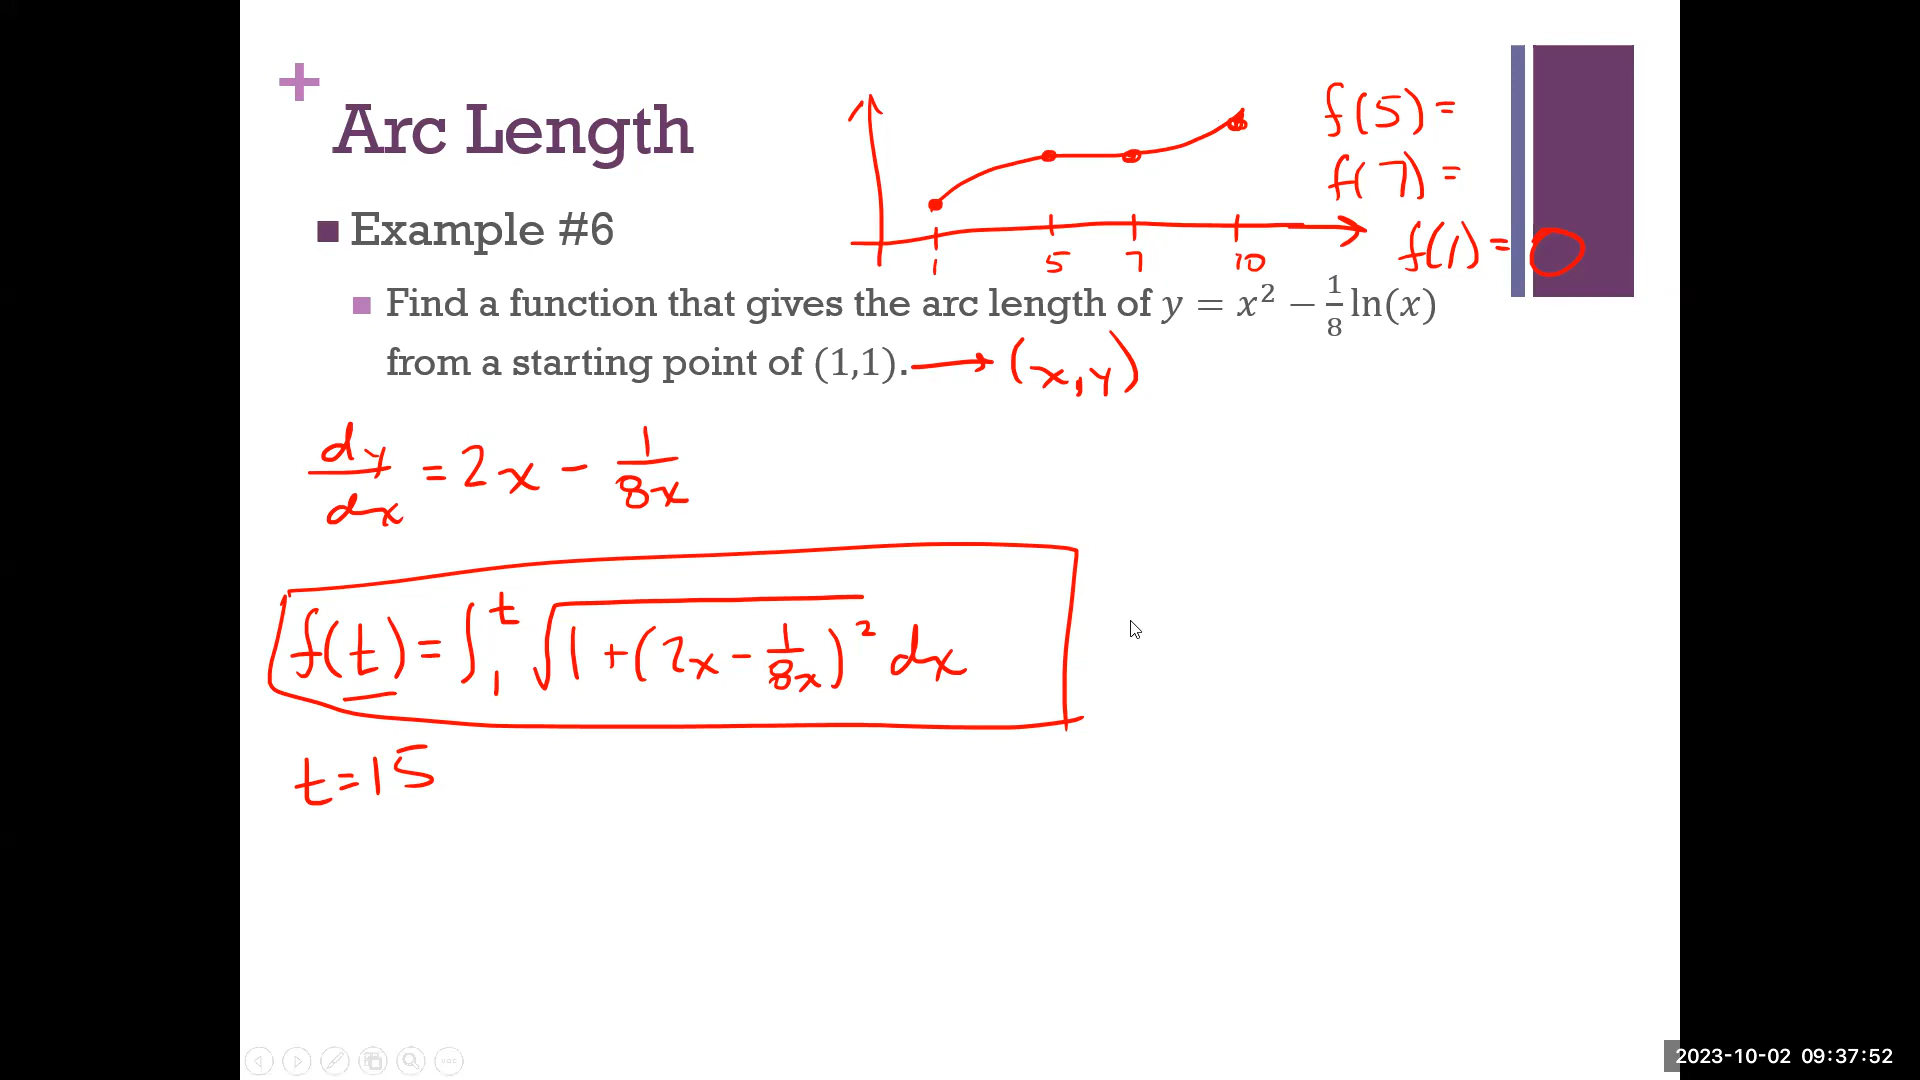 +
Arc Length
f(5) =
f(7) =
f(1) = 0
1 5 7 10
Example #6
Find a function that gives the arc length of y = x² − 1/8 ln(x)
from a starting point of (1,1). → (x,y)
dy/dx = 2x − 1/8x
f(t) = ∫₁ᵗ √1 + (2x − 1/8x)² dx
t = 15
2023-10-02 09:37:52